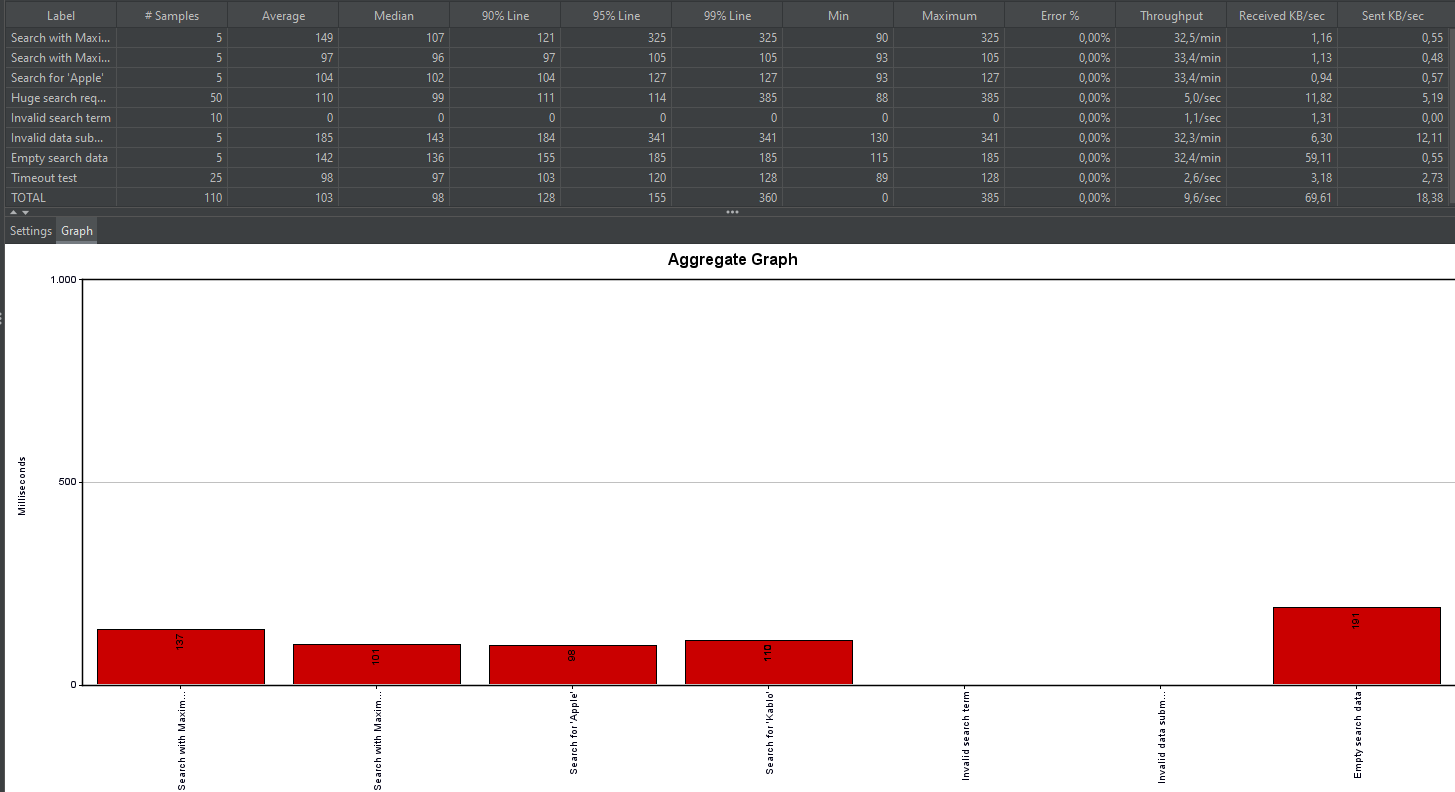 Label # Samples Average Median 90% Line 95% Line 99% Line Min Maximum Error % Throughput Received KB/sec Sent KB/sec
Search with Maxi... 5 149 107 121 325 325 90 325 0,00% 32,5/min 1,16 0,55
Search with Maxi... 5 97 96 97 105 105 93 105 0,00% 33,4/min 1,13 0,48
Search for 'Apple' 5 104 102 104 127 127 93 127 0,00% 33,4/min 0,94 0,57
Huge search req... 50 110 99 111 114 385 88 385 0,00% 5,0/sec 11,82 5,19
Invalid search term 10 0 0 0 0 0 0 0 0,00% 1,1/sec 1,31 0,00
Invalid data sub... 5 185 143 184 341 341 130 341 0,00% 32,3/min 6,30 12,11
Empty search data 5 142 136 155 185 185 115 185 0,00% 32,4/min 59,11 0,55
Timeout test 25 98 97 103 120 128 89 128 0,00% 2,6/sec 3,18 2,73
TOTAL 110 103 98 128 155 360 0 385 0,00% 9,6/sec 69,61 18,38
Settings Graph
Aggregate Graph
1.000
500
0
Milliseconds
137
101
98
110
191
Search with Maxim...
Search with Maxim...
Search for 'Apple'
Search for 'Kablo'
Invalid search term
Invalid data subm...
Empty search data